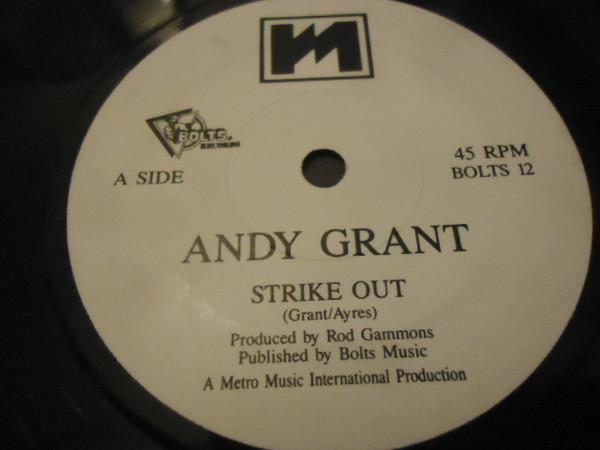 M
BOLTS
A SIDE
45 RPM
BOLTS 12
ANDY GRANT
STRIKE OUT
(Grant/Ayres)
Produced by Rod Gammons
Published by Bolts Music
A Metro Music International Production